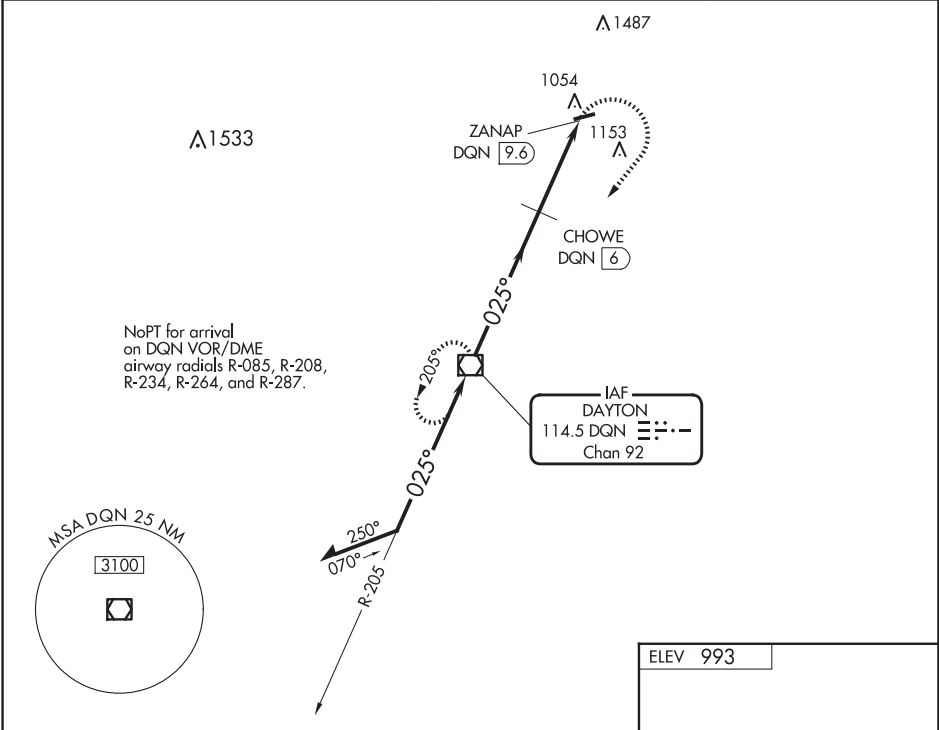 1487
1054
1533
ZANAP
DQN 9.6
1153
CHOWE
DQN 6
025°
NoPT for arrival
on DQN VOR/DME
airway radials R-085, R-208,
R-234, R-264, and R-287.
205°
IAF
DAYTON
114.5 DQN
Chan 92
025°
MSA DQN 25 NM
3100
250°
070°
R-205
ELEV 993